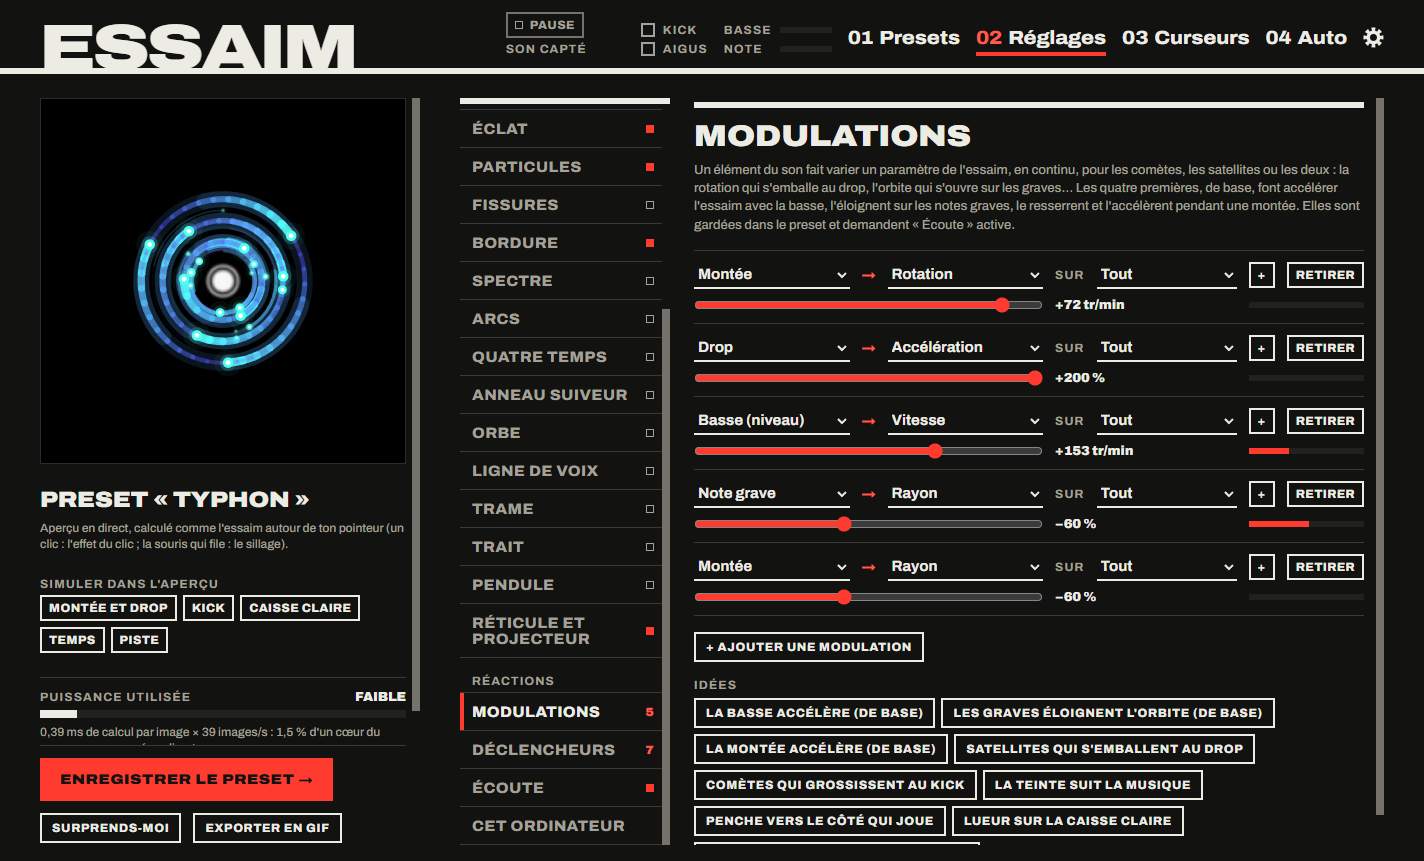 ESSAIM
PAUSE
SON CAPTÉ
KICK
AIGUS
BASSE
NOTE
01 Presets
02 Réglages
03 Curseurs
04 Auto
PRESET « TYPHON »
Aperçu en direct, calculé comme l'essaim autour de ton pointeur (un
clic : l'effet du clic ; la souris qui file : le sillage).
SIMULER DANS L'APERÇU
MONTÉE ET DROP
KICK
CAISSE CLAIRE
TEMPS
PISTE
PUISSANCE UTILISÉE
FAIBLE
0,39 ms de calcul par image × 39 images/s : 1,5 % d'un cœur du
ENREGISTRER LE PRESET →
SURPRENDS-MOI
EXPORTER EN GIF
ÉCLAT
PARTICULES
FISSURES
BORDURE
SPECTRE
ARCS
QUATRE TEMPS
ANNEAU SUIVEUR
ORBE
LIGNE DE VOIX
TRAME
TRAIT
PENDULE
RÉTICULE ET
PROJECTEUR
RÉACTIONS
MODULATIONS 5
DÉCLENCHEURS 7
ÉCOUTE
CET ORDINATEUR
MODULATIONS
Un élément du son fait varier un paramètre de l'essaim, en continu, pour les comètes, les satellites ou les deux : la
rotation qui s'emballe au drop, l'orbite qui s'ouvre sur les graves… Les quatre premières, de base, font accélérer
l'essaim avec la basse, l'éloignent sur les notes graves, le resserrent et l'accélèrent pendant une montée. Elles sont
gardées dans le preset et demandent « Écoute » active.
Montée → Rotation SUR Tout + RETIRER
+72 tr/min
Drop → Accélération SUR Tout + RETIRER
+200 %
Basse (niveau) → Vitesse SUR Tout + RETIRER
+153 tr/min
Note grave → Rayon SUR Tout + RETIRER
−60 %
Montée → Rayon SUR Tout + RETIRER
−60 %
+ AJOUTER UNE MODULATION
IDÉES
LA BASSE ACCÉLÈRE (DE BASE)
LES GRAVES ÉLOIGNENT L'ORBITE (DE BASE)
LA MONTÉE ACCÉLÈRE (DE BASE)
SATELLITES QUI S'EMBALLENT AU DROP
COMÈTES QUI GROSSISSENT AU KICK
LA TEINTE SUIT LA MUSIQUE
PENCHE VERS LE CÔTÉ QUI JOUE
LUEUR SUR LA CAISSE CLAIRE